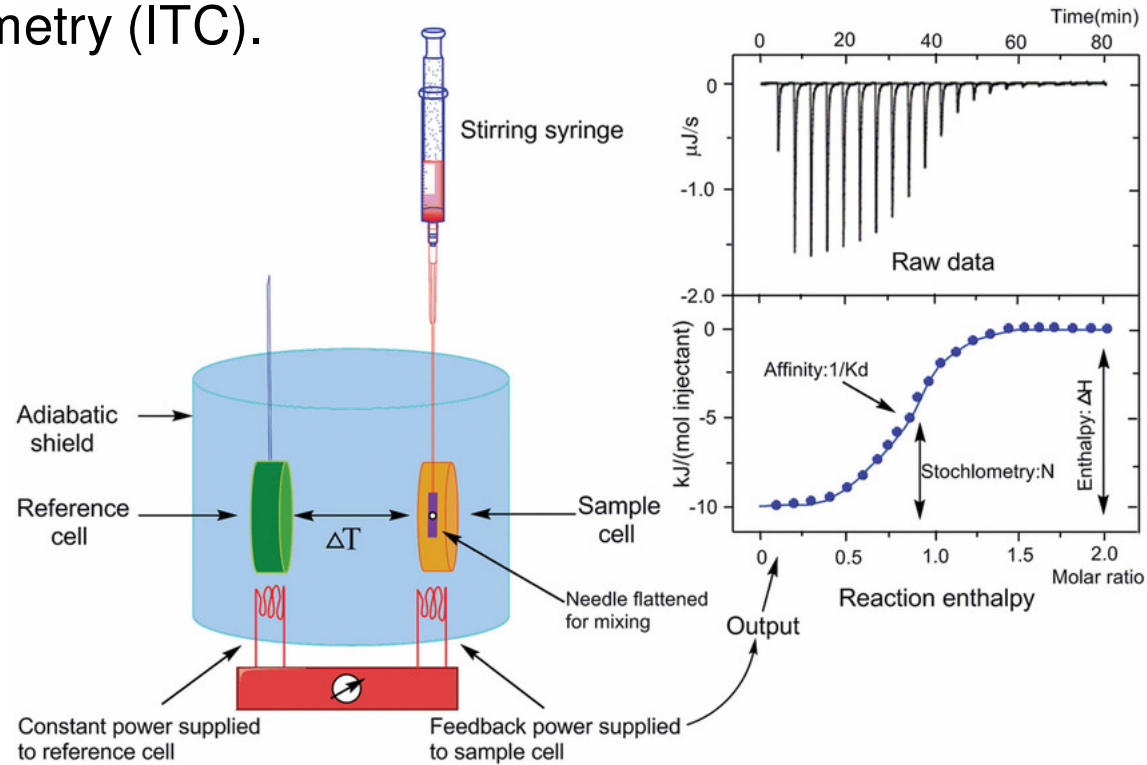 metry (ITC).
Stirring syringe
Adiabatic
shield
Reference
cell
ΔT
Sample
cell
Needle flattened
for mixing
Constant power supplied
to reference cell
Feedback power supplied
to sample cell
Output
Time(min)
0 20 40 60 80
0
-1.0
-2.0
μJ/s
Raw data
0
-5
-10
kJ/(mol injectant)
Affinity:1/Kd
Stochlometry:N
Enthalpy: ΔH
0 0.5 1.0 1.5 2.0
Molar ratio
Reaction enthalpy